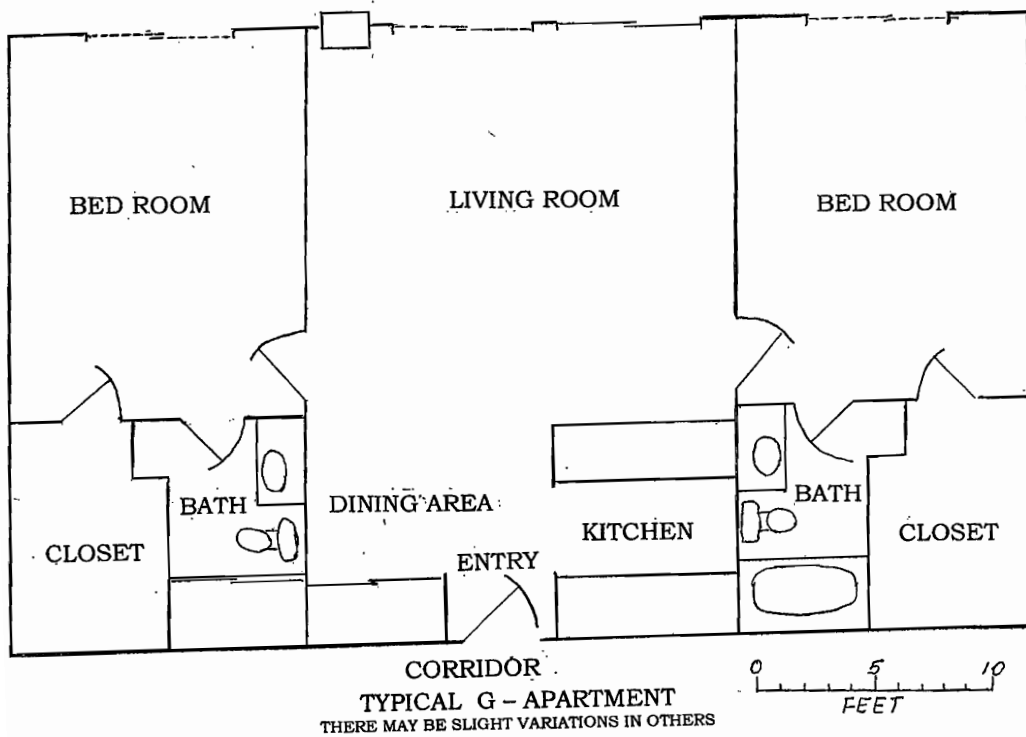 BED ROOM
LIVING ROOM
BED ROOM
BATH
DINING AREA
BATH
CLOSET
ENTRY
KITCHEN
CLOSET
CORRIDOR
0 5 10
FEET
TYPICAL G – APARTMENT
THERE MAY BE SLIGHT VARIATIONS IN OTHERS